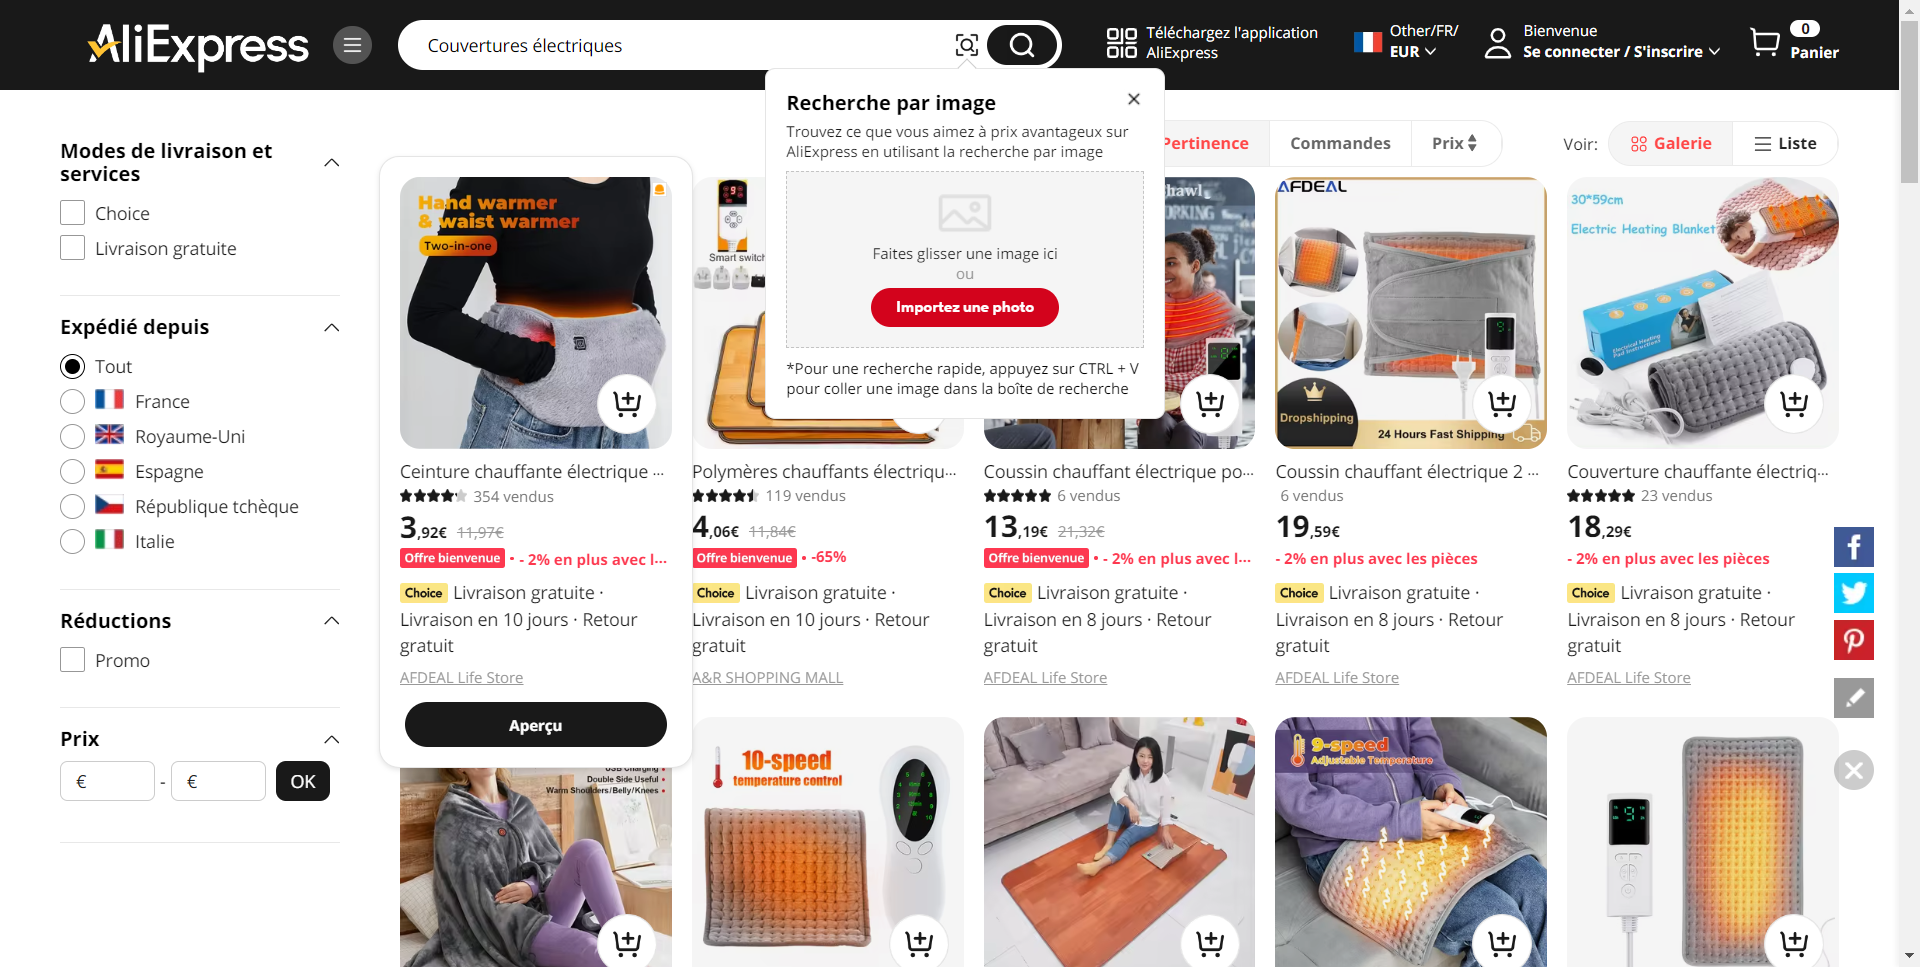 AliExpress
Couvertures électriques
Téléchargez l'application
AliExpress
Other/FR/
EUR
Bienvenue
Se connecter / S'inscrire
0
Panier
Recherche par image
Trouvez ce que vous aimez à prix avantageux sur
AliExpress en utilisant la recherche par image
Faites glisser une image ici
ou
Importez une photo
*Pour une recherche rapide, appuyez sur CTRL + V
pour coller une image dans la boîte de recherche
Pertinence
Commandes
Prix
Voir:
Galerie
Liste
Modes de livraison et
services
Choice
Livraison gratuite
Expédié depuis
Tout
France
Royaume-Uni
Espagne
République tchèque
Italie
Réductions
Promo
Prix
€ - € OK
Hand warmer
& waist warmer
Two-in-one
Ceinture chauffante électrique ...
354 vendus
3,92€ 11,97€
Offre bienvenue • - 2% en plus avec l...
Choice Livraison gratuite ·
Livraison en 10 jours · Retour
gratuit
AFDEAL Life Store
Aperçu
9
Smart switch
Polymères chauffants électriqu...
119 vendus
4,06€ 11,84€
Offre bienvenue • -65%
Choice Livraison gratuite ·
Livraison en 10 jours · Retour
gratuit
A&R SHOPPING MALL
Coussin chauffant électrique po...
6 vendus
13,19€ 21,32€
Offre bienvenue • - 2% en plus avec l...
Choice Livraison gratuite ·
Livraison en 8 jours · Retour
gratuit
AFDEAL Life Store
AFDEAL
Dropshipping
24 Hours Fast Shipping
Coussin chauffant électrique 2 ...
6 vendus
19,59€
- 2% en plus avec les pièces
Choice Livraison gratuite ·
Livraison en 8 jours · Retour
gratuit
AFDEAL Life Store
30*59cm
Electric Heating Blanket
Couverture chauffante électriq...
23 vendus
18,29€
- 2% en plus avec les pièces
Choice Livraison gratuite ·
Livraison en 8 jours · Retour
gratuit
AFDEAL Life Store
USB Charging •
Double Side Useful •
Warm Shoulders/Belly/Knees •
10-speed
temperature control
9-speed
Adjustable Temperature